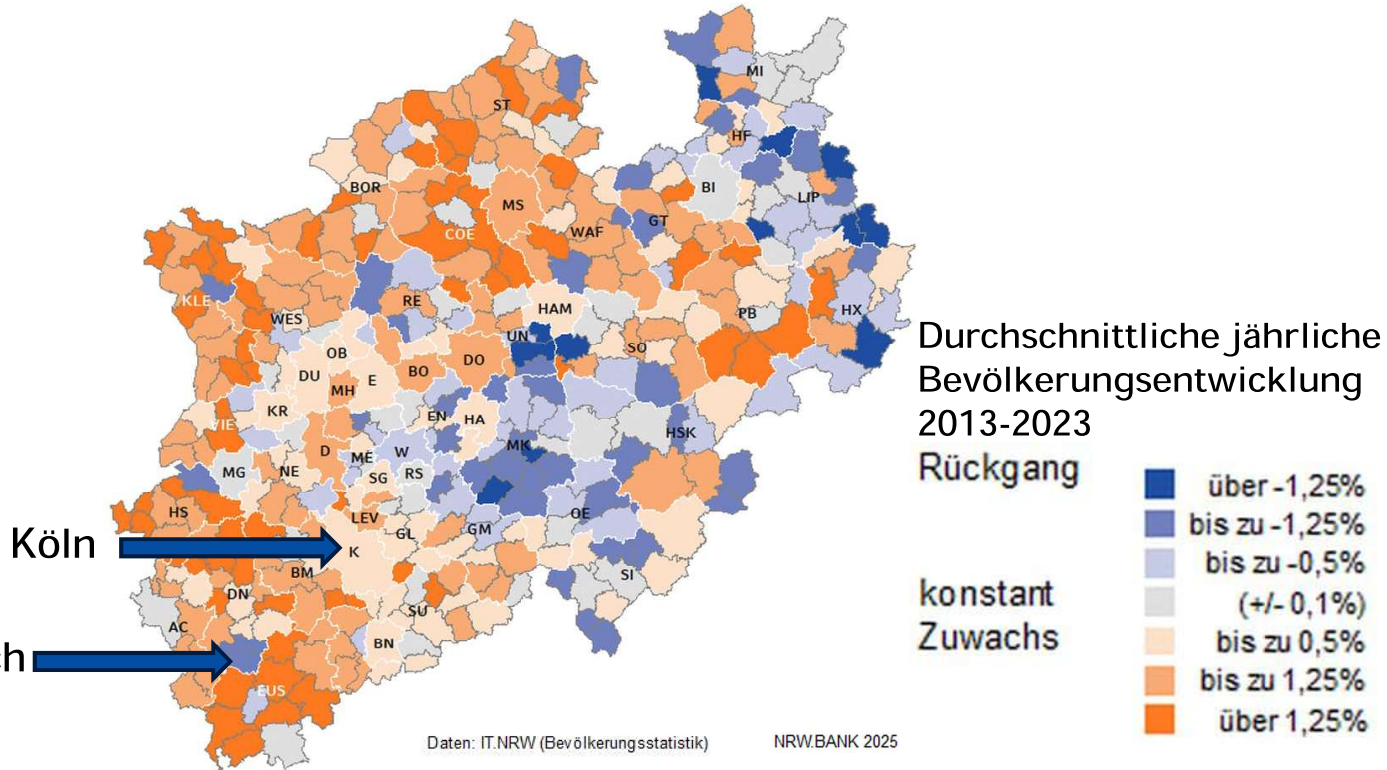 MI
ST
HF
BOR
BI
LIP
MS
GT
COE
WAF
KLE
RE
HAM
PB
HX
WES
UN
SO
OB
DO
DU
E
BO
MH
KR
EN
HA
VIE
HSK
MK
D
ME
W
MG
NE
SG
RS
HS
OE
LEV
GL
GM
Köln
K
BM
SI
DN
SU
AC
BN
ch
EUS
Durchschnittliche jährliche
Bevölkerungsentwicklung
2013-2023
Rückgang
über -1,25%
bis zu -1,25%
bis zu -0,5%
konstant
(+/- 0,1%)
Zuwachs
bis zu 0,5%
bis zu 1,25%
über 1,25%
Daten: IT.NRW (Bevölkerungsstatistik)
NRW.BANK 2025